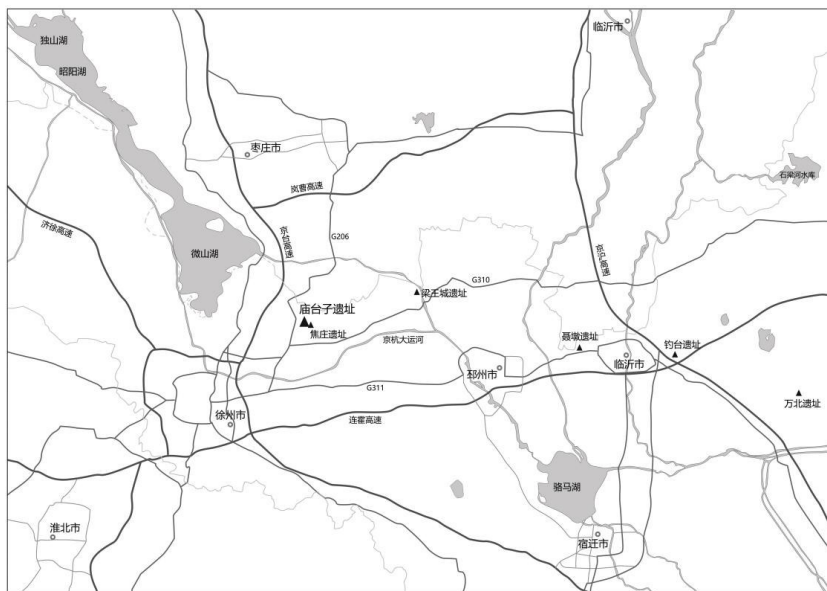 临沂市
独山湖
昭阳湖
枣庄市
石梁河水库
岚曹高速
济徐高速
京台高速
G206
微山湖
京沪高速
G310
梁王城遗址
庙台子遗址
焦庄遗址
京杭大运河
聂墩遗址
钓台遗址
临沂市
邳州市
G311
万北遗址
徐州市
连霍高速
骆马湖
淮北市
宿迁市